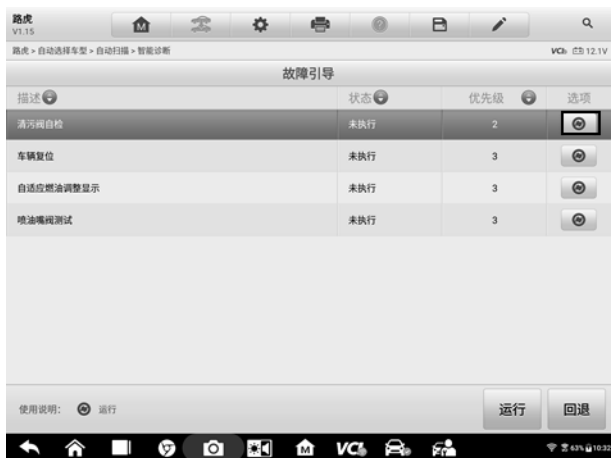 路虎
V1.15
路虎 > 自动选择车型 > 自动扫描 > 智能诊断 VCI 12.1V
故障引导
描述 状态 优先级 选项
清污阀自检 未执行 2
车辆复位 未执行 3
自适应燃油调整显示 未执行 3
喷油嘴阀测试 未执行 3
使用说明: 运行 运行 回退
M VCI 63% 10:32